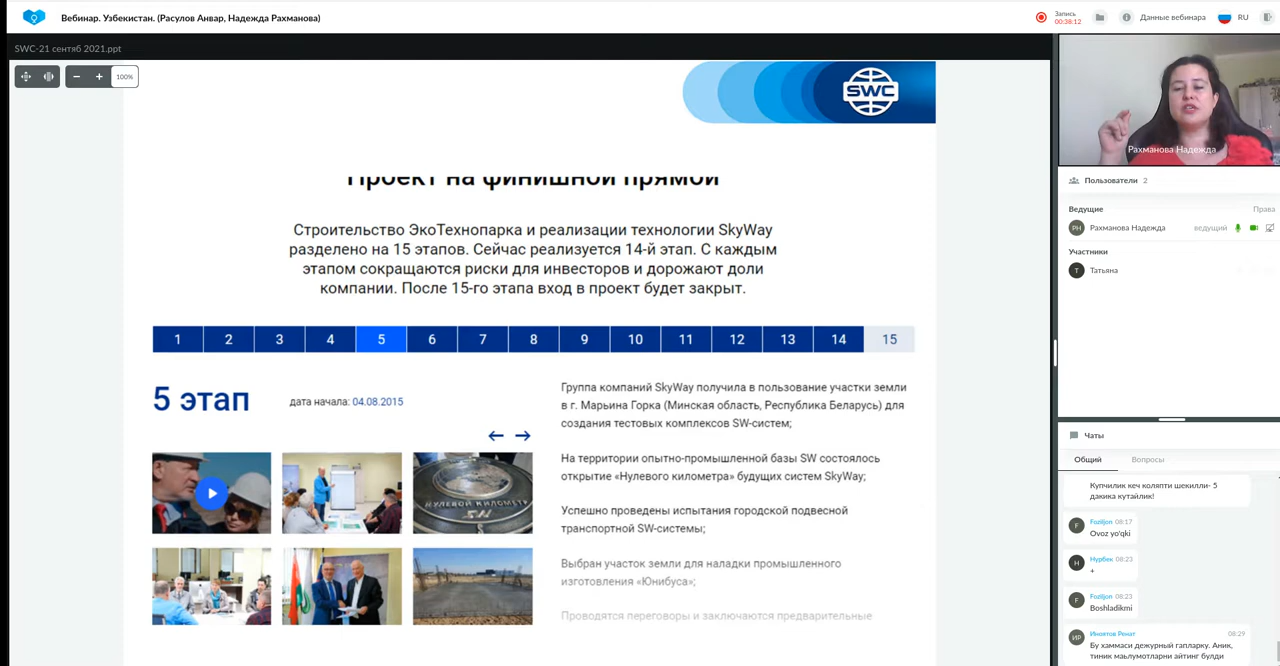 Вебинар. Узбекистан. (Расулов Анвар, Надежда Рахманова)
Запись
00:38:12
Данные вебинара
RU
SWC-21 сентяб 2021.ppt
100%
SWC
Проект на финишной прямой
Строительство ЭкоТехнопарка и реализации технологии SkyWay
разделено на 15 этапов. Сейчас реализуется 14-й этап. С каждым
этапом сокращаются риски для инвесторов и дорожают доли
компании. После 15-го этапа вход в проект будет закрыт.
1 2 3 4 5 6 7 8 9 10 11 12 13 14 15
5 этап
дата начала: 04.08.2015
Группа компаний SkyWay получила в пользование участки земли
в г. Марьина Горка (Минская область, Республика Беларусь) для
создания тестовых комплексов SW-систем;
На территории опытно-промышленной базы SW состоялось
открытие «Нулевого километра» будущих систем SkyWay;
Успешно проведены испытания городской подвесной
транспортной SW-системы;
Выбран участок земли для наладки промышленного
изготовления «Юнибуса»;
Проводятся переговоры и заключаются предварительные
НУЛЕВОЙ КИЛОМЕТР
SW
Рахманова Надежда
Пользователи 2
Ведущие
Права
РН
Рахманова Надежда
ведущий
Участники
Т
Татьяна
Чаты
Общий
Вопросы
Купчилик кеч коляпти шекилли- 5
дакика кутайлик!
F
Foziljon 08:17
Ovoz yo'qki
Н
Нурбек 08:23
+
F
Foziljon 08:23
Boshladikmi
ИР
Иноятов Ренат 08:29
Бу хаммаси дежурный гапларку. Аник,
тиник маьлумотларни айтинг булди